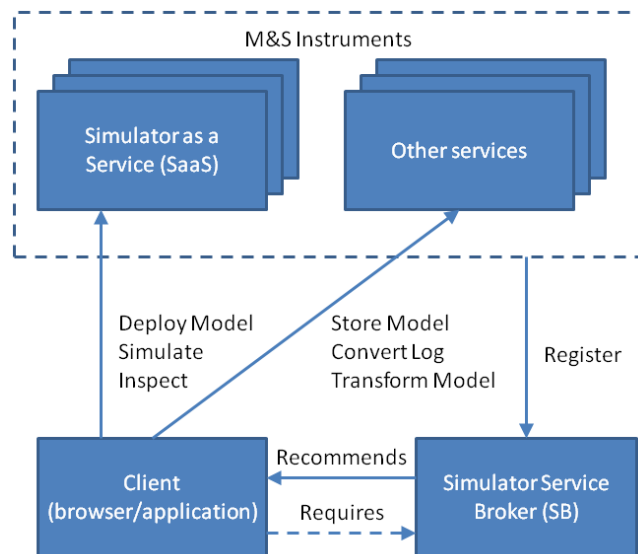 M&S Instruments
Simulator as a
Service (SaaS)
Other services
Deploy Model
Simulate
Inspect
Store Model
Convert Log
Transform Model
Register
Client
(browser/application)
Recommends
Requires
Simulator Service
Broker (SB)